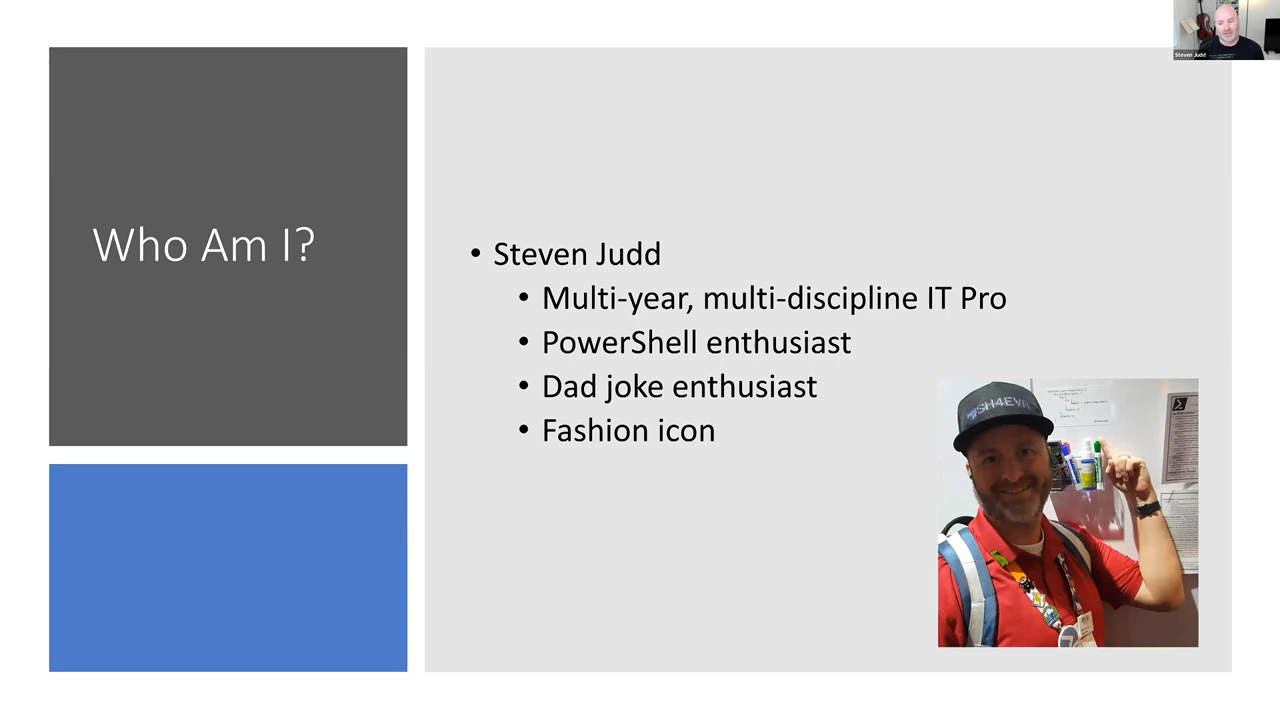 Steven Judd
Who Am I?
• Steven Judd
• Multi-year, multi-discipline IT Pro
• PowerShell enthusiast
• Dad joke enthusiast
• Fashion icon